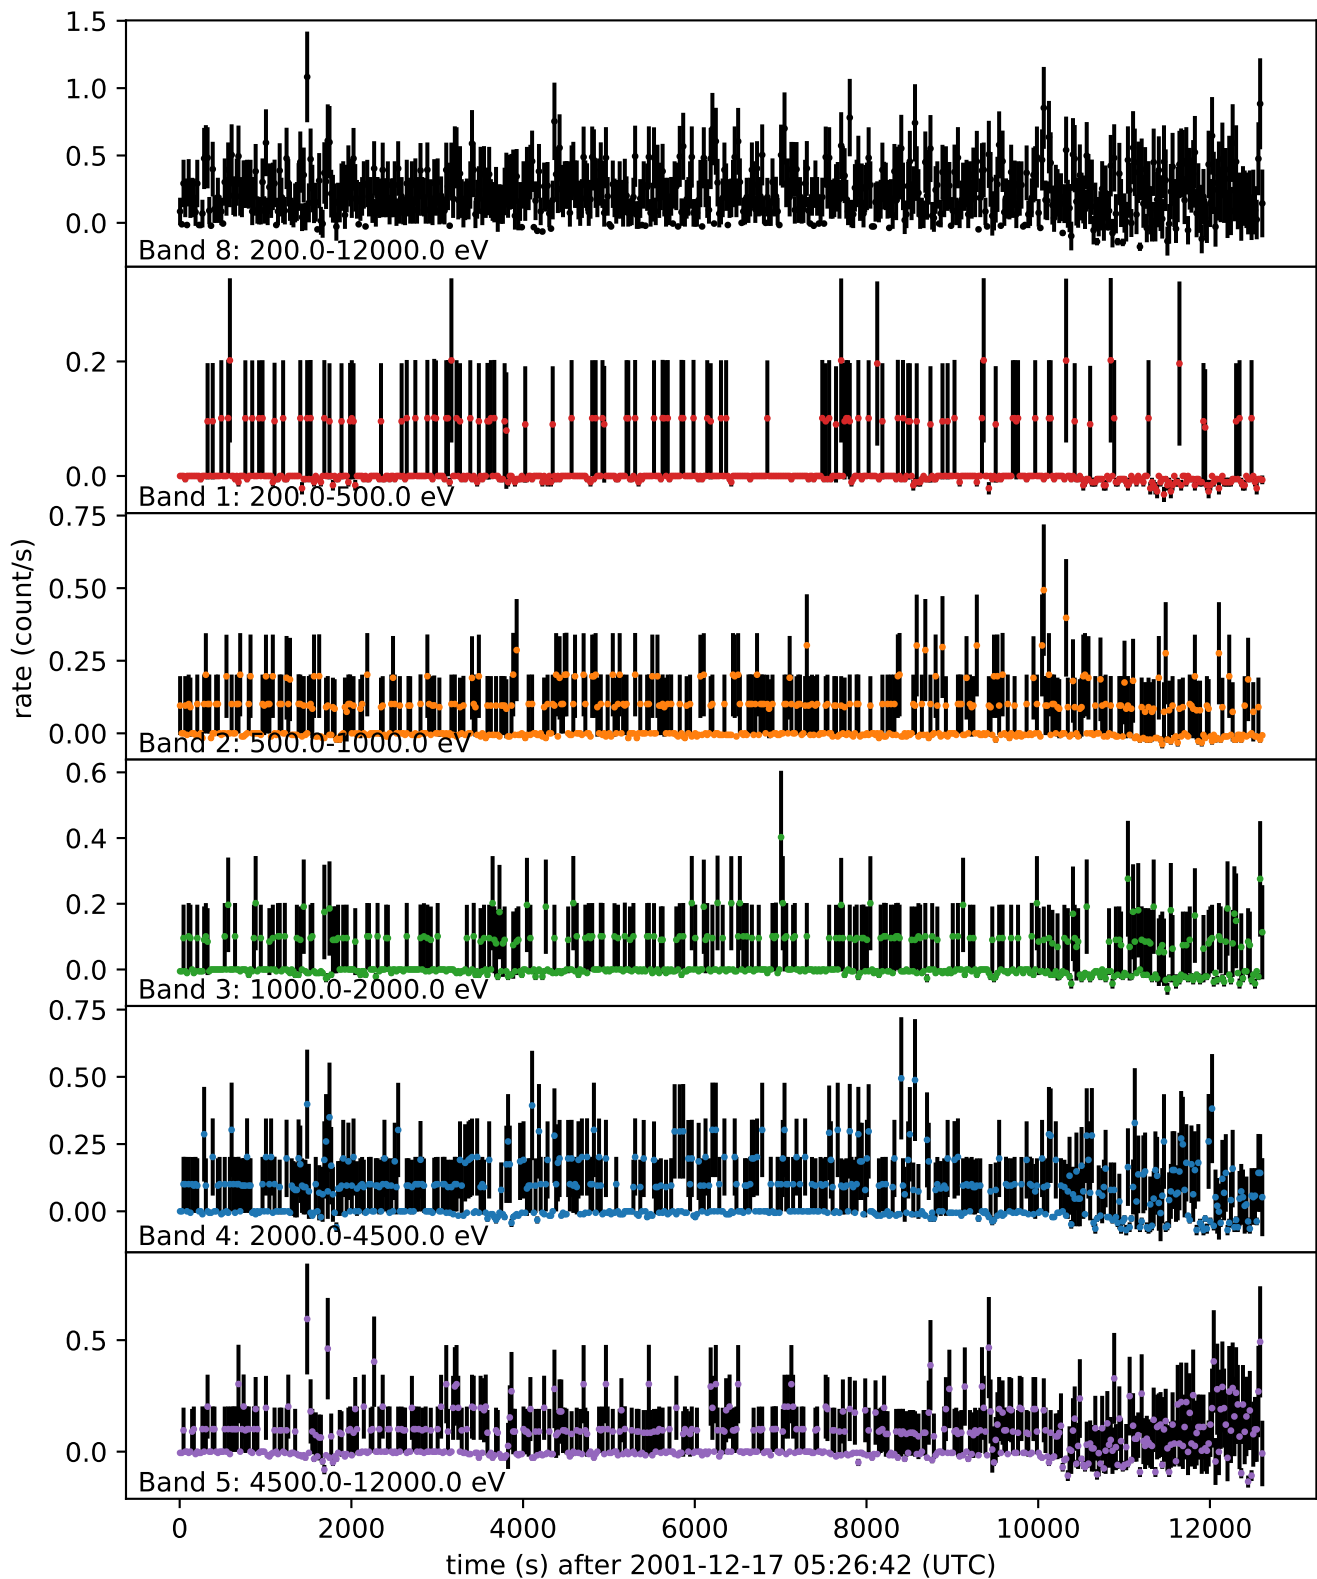 1.5
1.0
0.5
0.0
Band 8: 200.0-12000.0 eV
0.2
0.0
Band 1: 200.0-500.0 eV
0.75
0.50
0.25
0.00
Band 2: 500.0-1000.0 eV
rate (count/s)
0.6
0.4
0.2
0.0
Band 3: 1000.0-2000.0 eV
0.75
0.50
0.25
0.00
Band 4: 2000.0-4500.0 eV
0.5
0.0
Band 5: 4500.0-12000.0 eV
0 2000 4000 6000 8000 10000 12000
time (s) after 2001-12-17 05:26:42 (UTC)